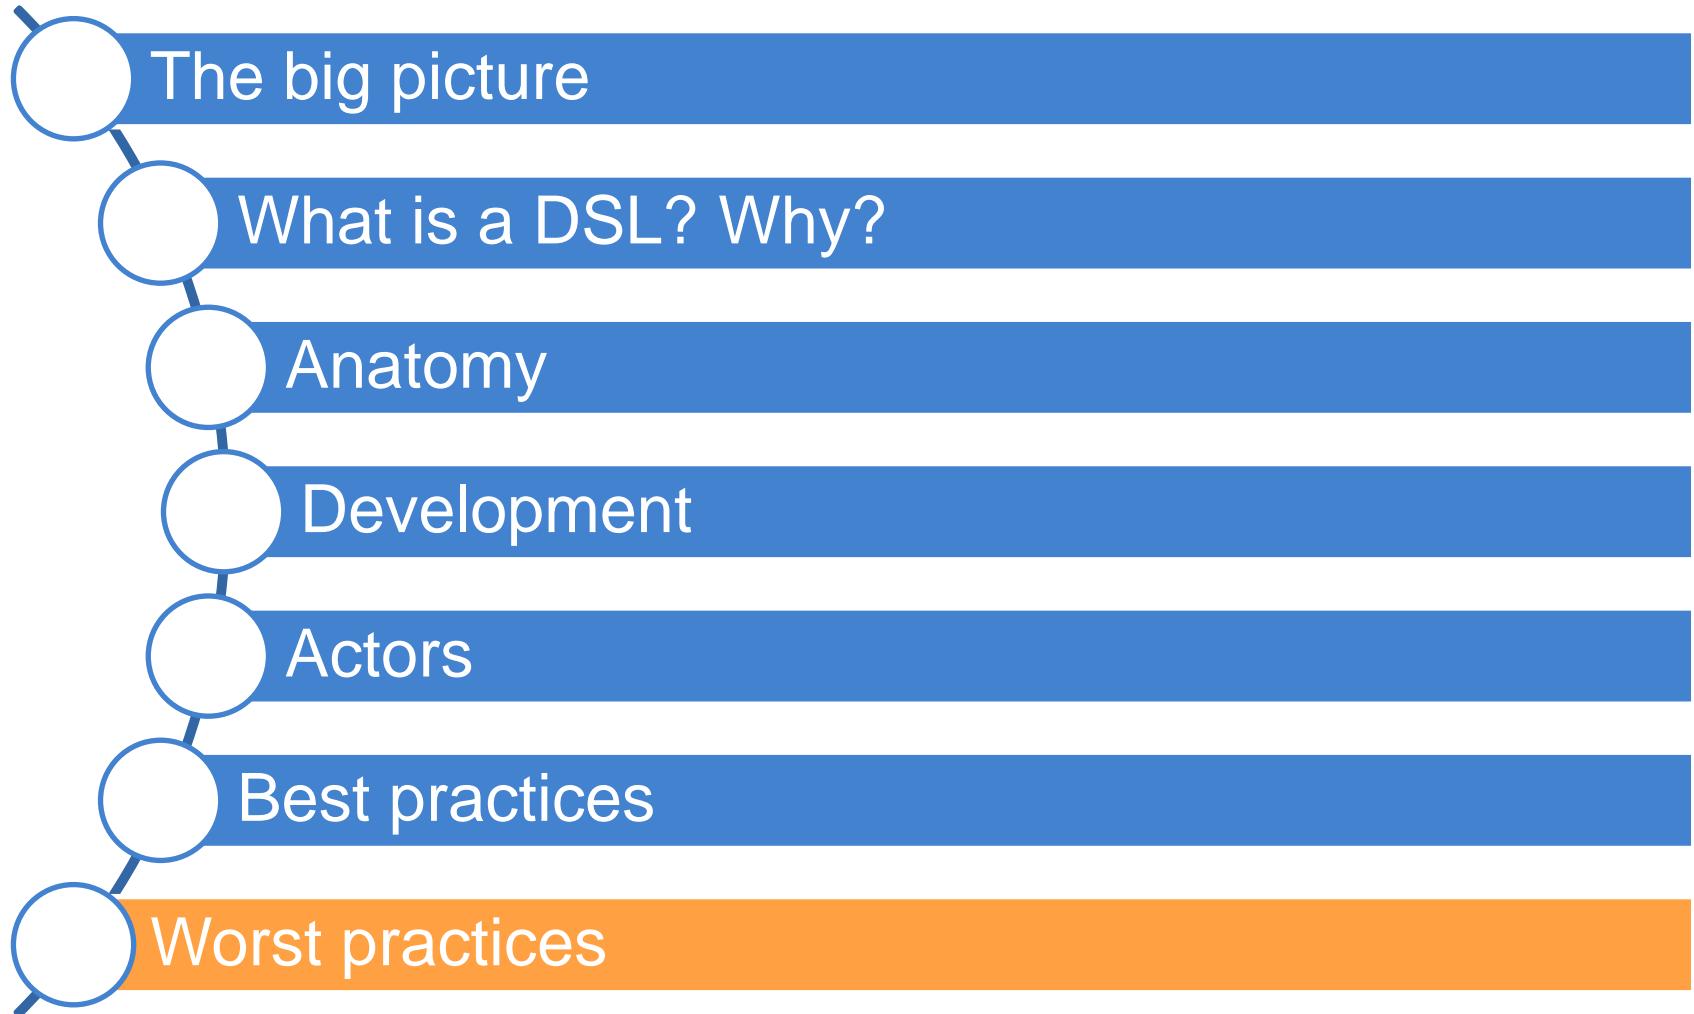 The big picture
What is a DSL? Why?
Anatomy
Development
Actors
Best practices
Worst practices